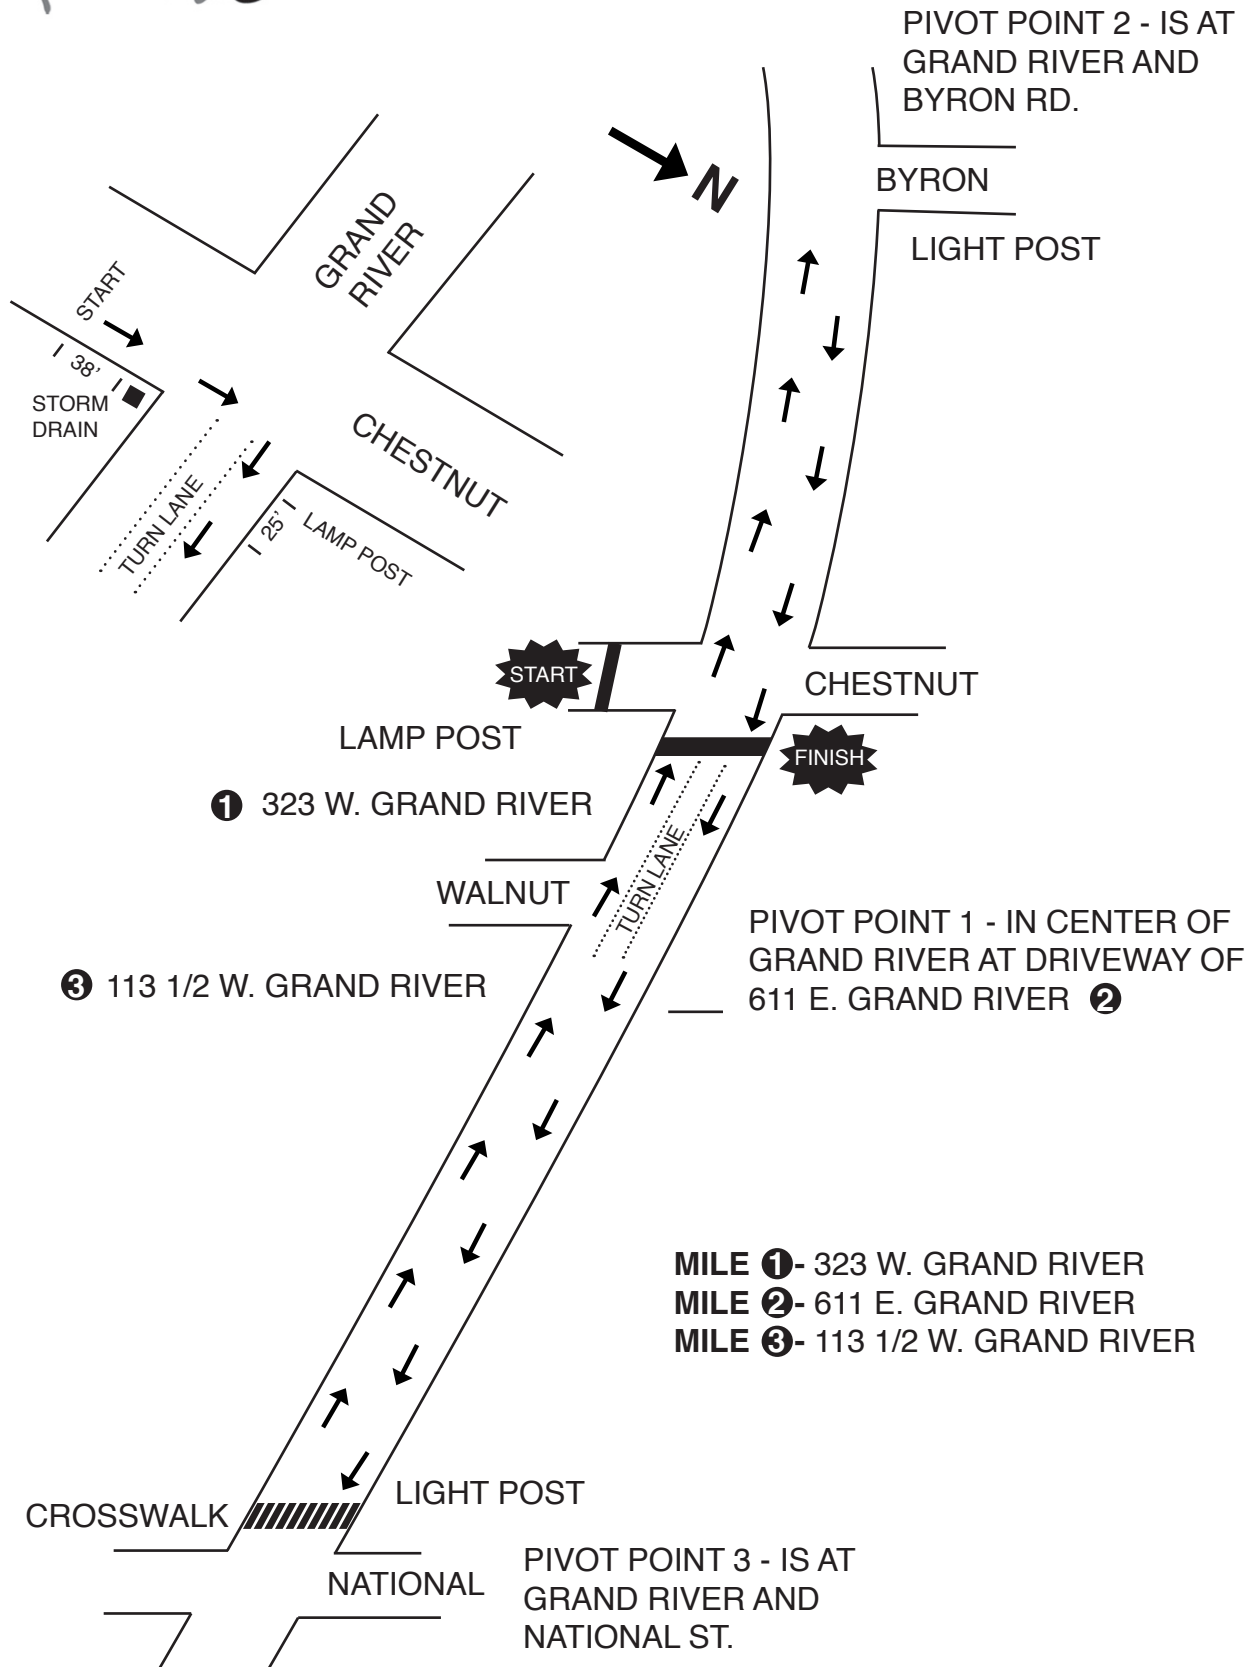 PIVOT POINT 2 - IS AT
GRAND RIVER AND
BYRON RD.
N
BYRON
LIGHT POST
GRAND
RIVER
START
38'
STORM
DRAIN
CHESTNUT
TURN LANE
25'
LAMP POST
START
CHESTNUT
LAMP POST
FINISH
1 323 W. GRAND RIVER
TURN LANE
WALNUT
PIVOT POINT 1 - IN CENTER OF
GRAND RIVER AT DRIVEWAY OF
611 E. GRAND RIVER 2
3 113 1/2 W. GRAND RIVER
MILE 1- 323 W. GRAND RIVER
MILE 2- 611 E. GRAND RIVER
MILE 3- 113 1/2 W. GRAND RIVER
LIGHT POST
CROSSWALK
NATIONAL
PIVOT POINT 3 - IS AT
GRAND RIVER AND
NATIONAL ST.